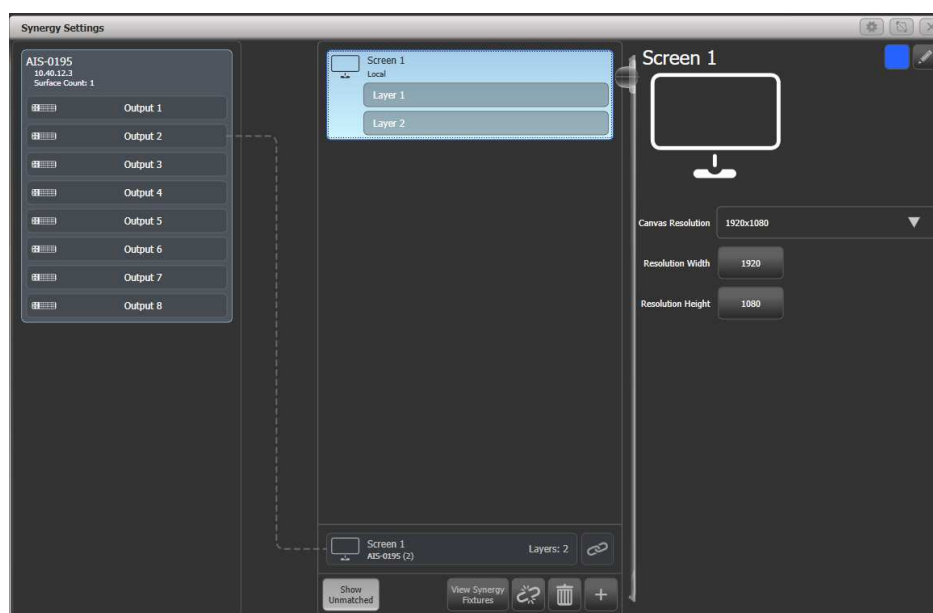 Synergy Settings
AIS-0195
10.40.12.3
Surface Count: 1
Output 1
Output 2
Output 3
Output 4
Output 5
Output 6
Output 7
Output 8
Screen 1
Local
Layer 1
Layer 2
Screen 1
AIS-0195 (2)
Layers: 2
Show
Unmatched
View Synergy
Fixtures
Screen 1
Canvas Resolution 1920x1080
Resolution Width 1920
Resolution Height 1080